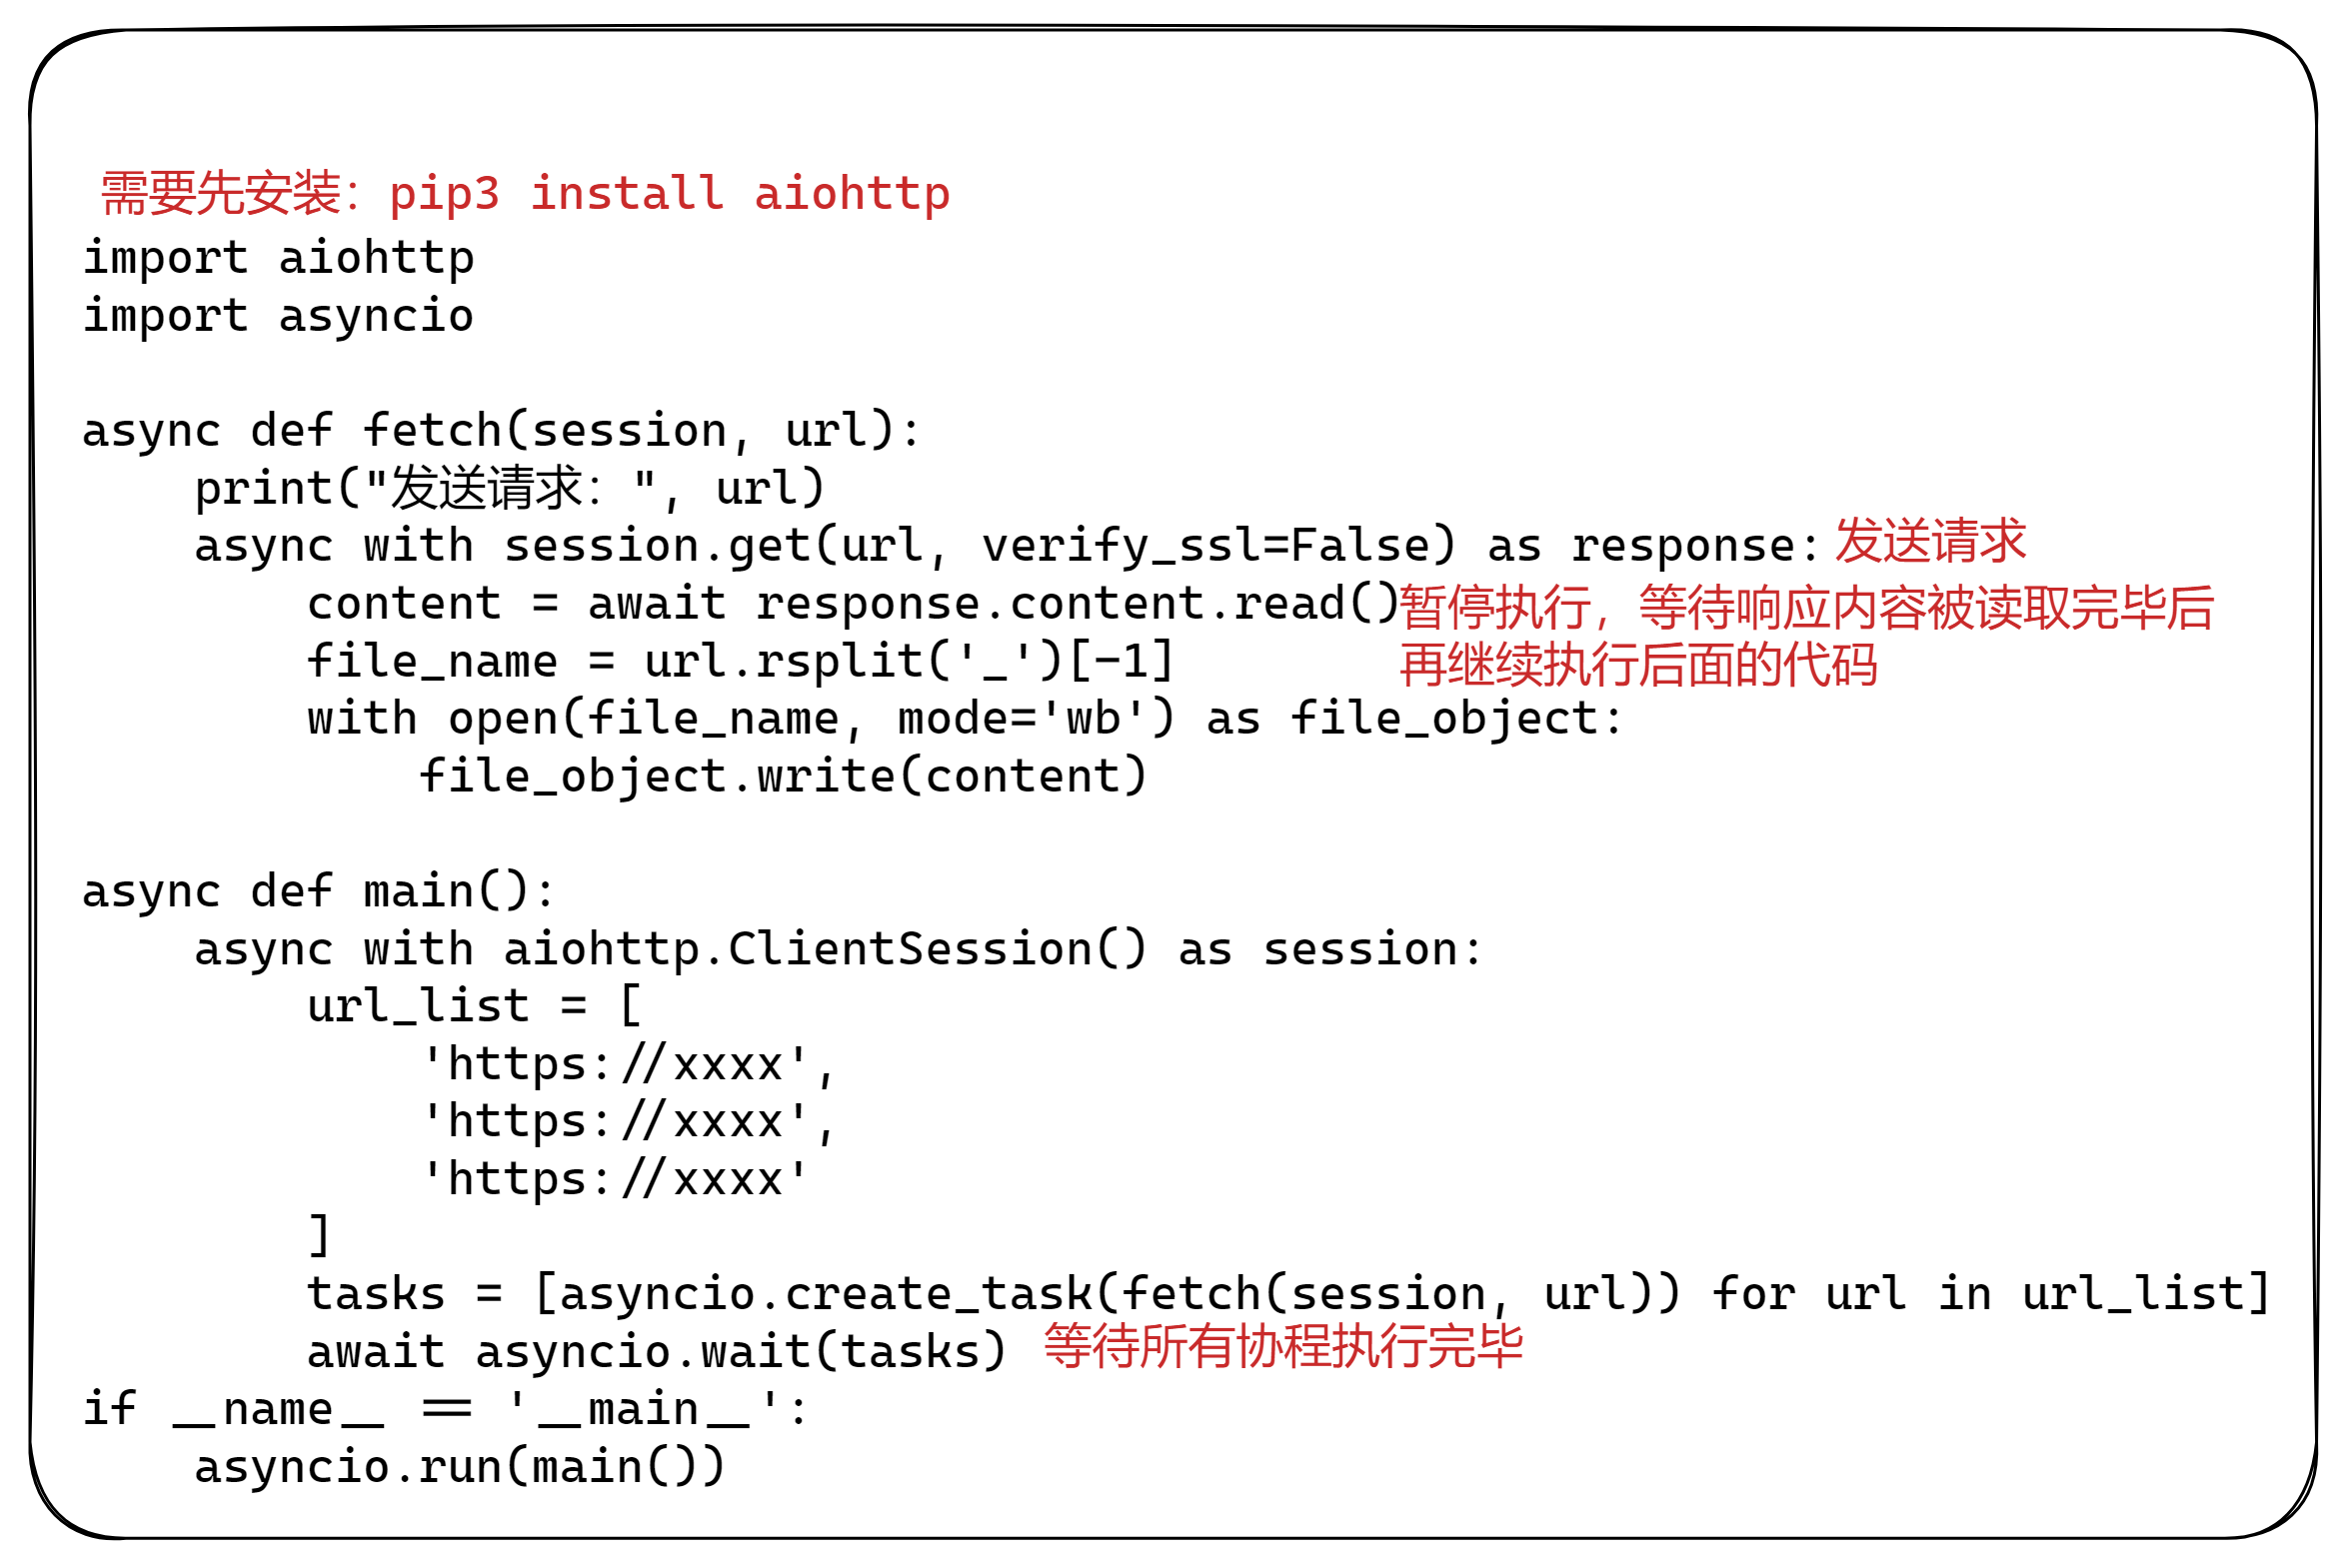 需要先安装：pip3 install aiohttp
import aiohttp
import asyncio
async def fetch(session, url):
    print("发送请求：", url)
    async with session.get(url, verify_ssl=False) as response: 发送请求
        content = await response.content.read() 暂停执行，等待响应内容被读取完毕后
        file_name = url.rsplit('_')[-1] 再继续执行后面的代码
        with open(file_name, mode='wb') as file_object:
            file_object.write(content)
async def main():
    async with aiohttp.ClientSession() as session:
        url_list = [
            'https://xxxx',
            'https://xxxx',
            'https://xxxx'
        ]
        tasks = [asyncio.create_task(fetch(session, url)) for url in url_list]
        await asyncio.wait(tasks) 等待所有协程执行完毕
if __name__ == '__main__':
    asyncio.run(main())